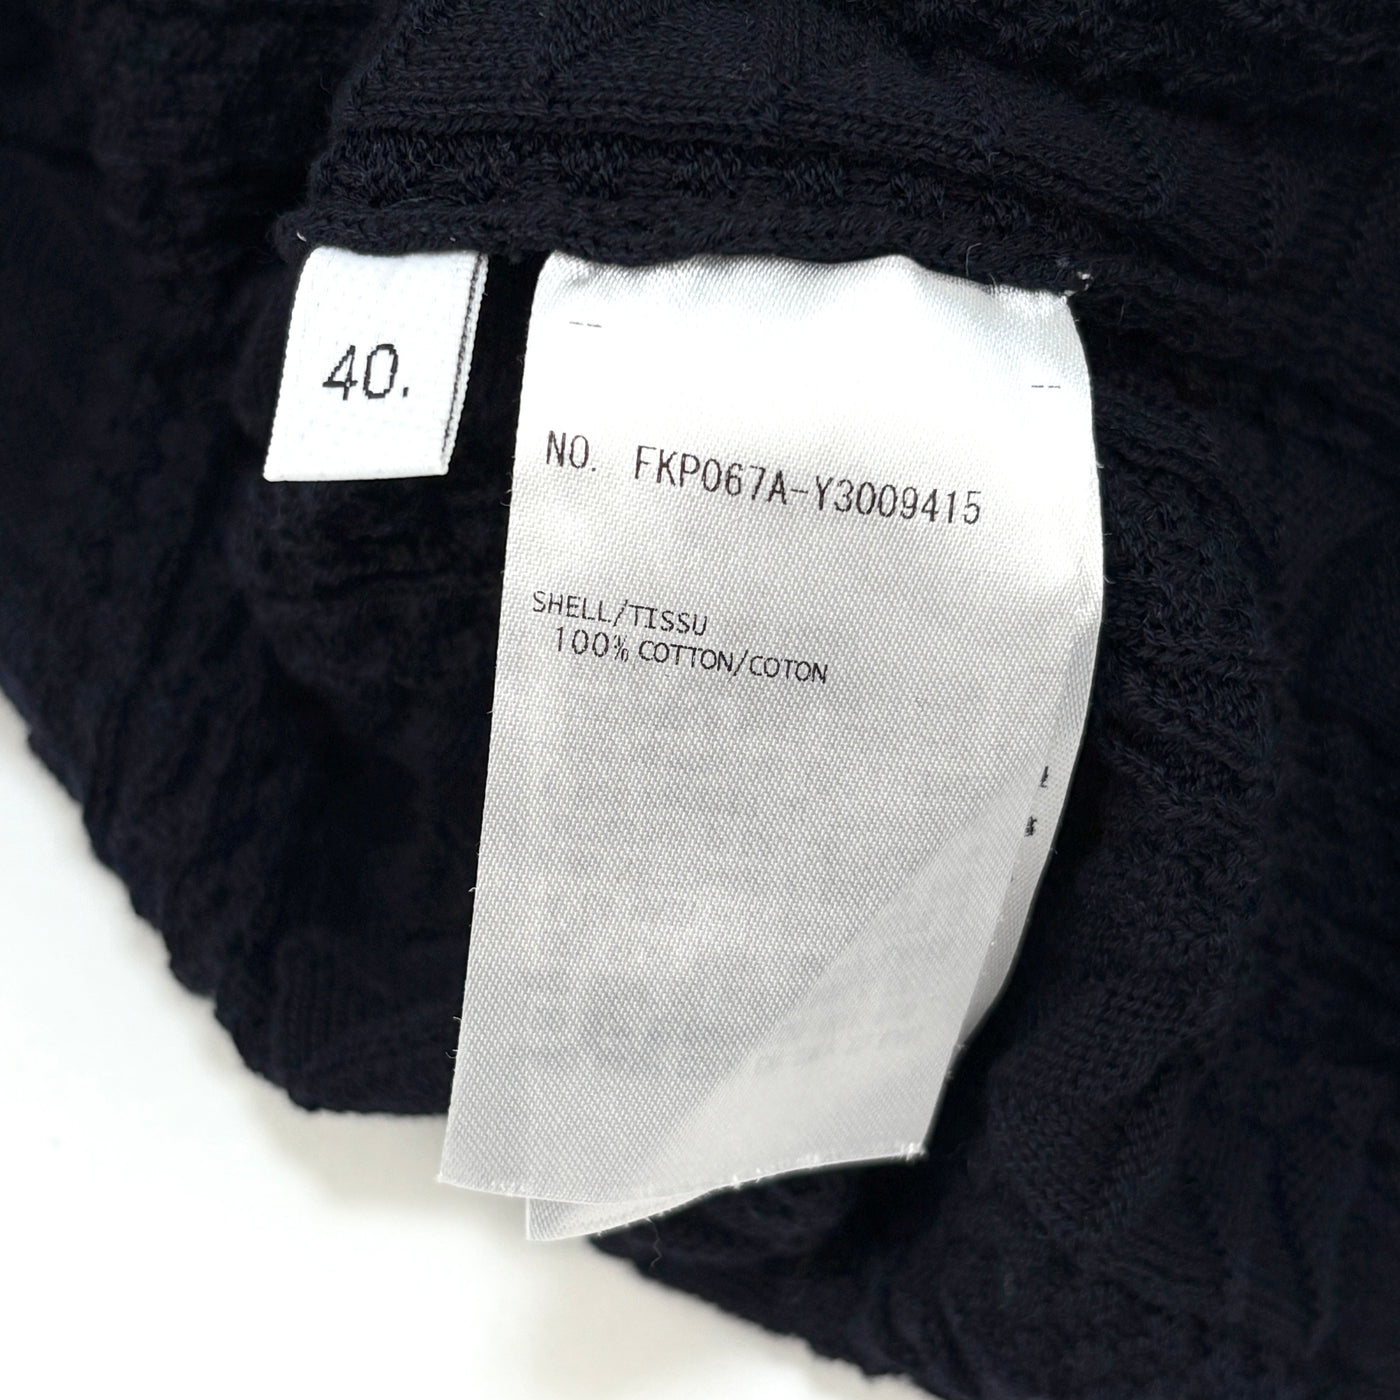 40.
NO. FKP067A-Y3009415
SHELL/TISSU
100% COTTON/COTON